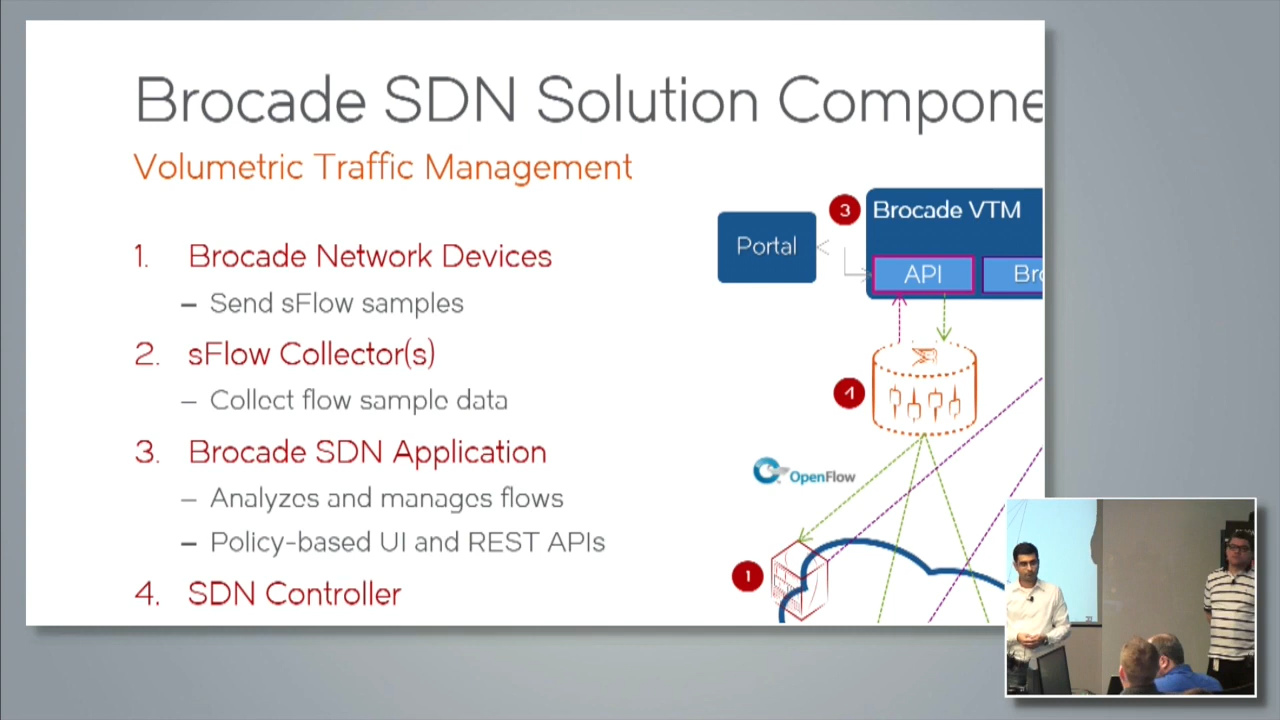 Brocade SDN Solution Compone
Volumetric Traffic Management
1. Brocade Network Devices
– Send sFlow samples
2. sFlow Collector(s)
– Collect flow sample data
3. Brocade SDN Application
– Analyzes and manages flows
– Policy-based UI and REST APIs
4. SDN Controller
3
Brocade VTM
Portal
API
Bro
4
OpenFlow
1